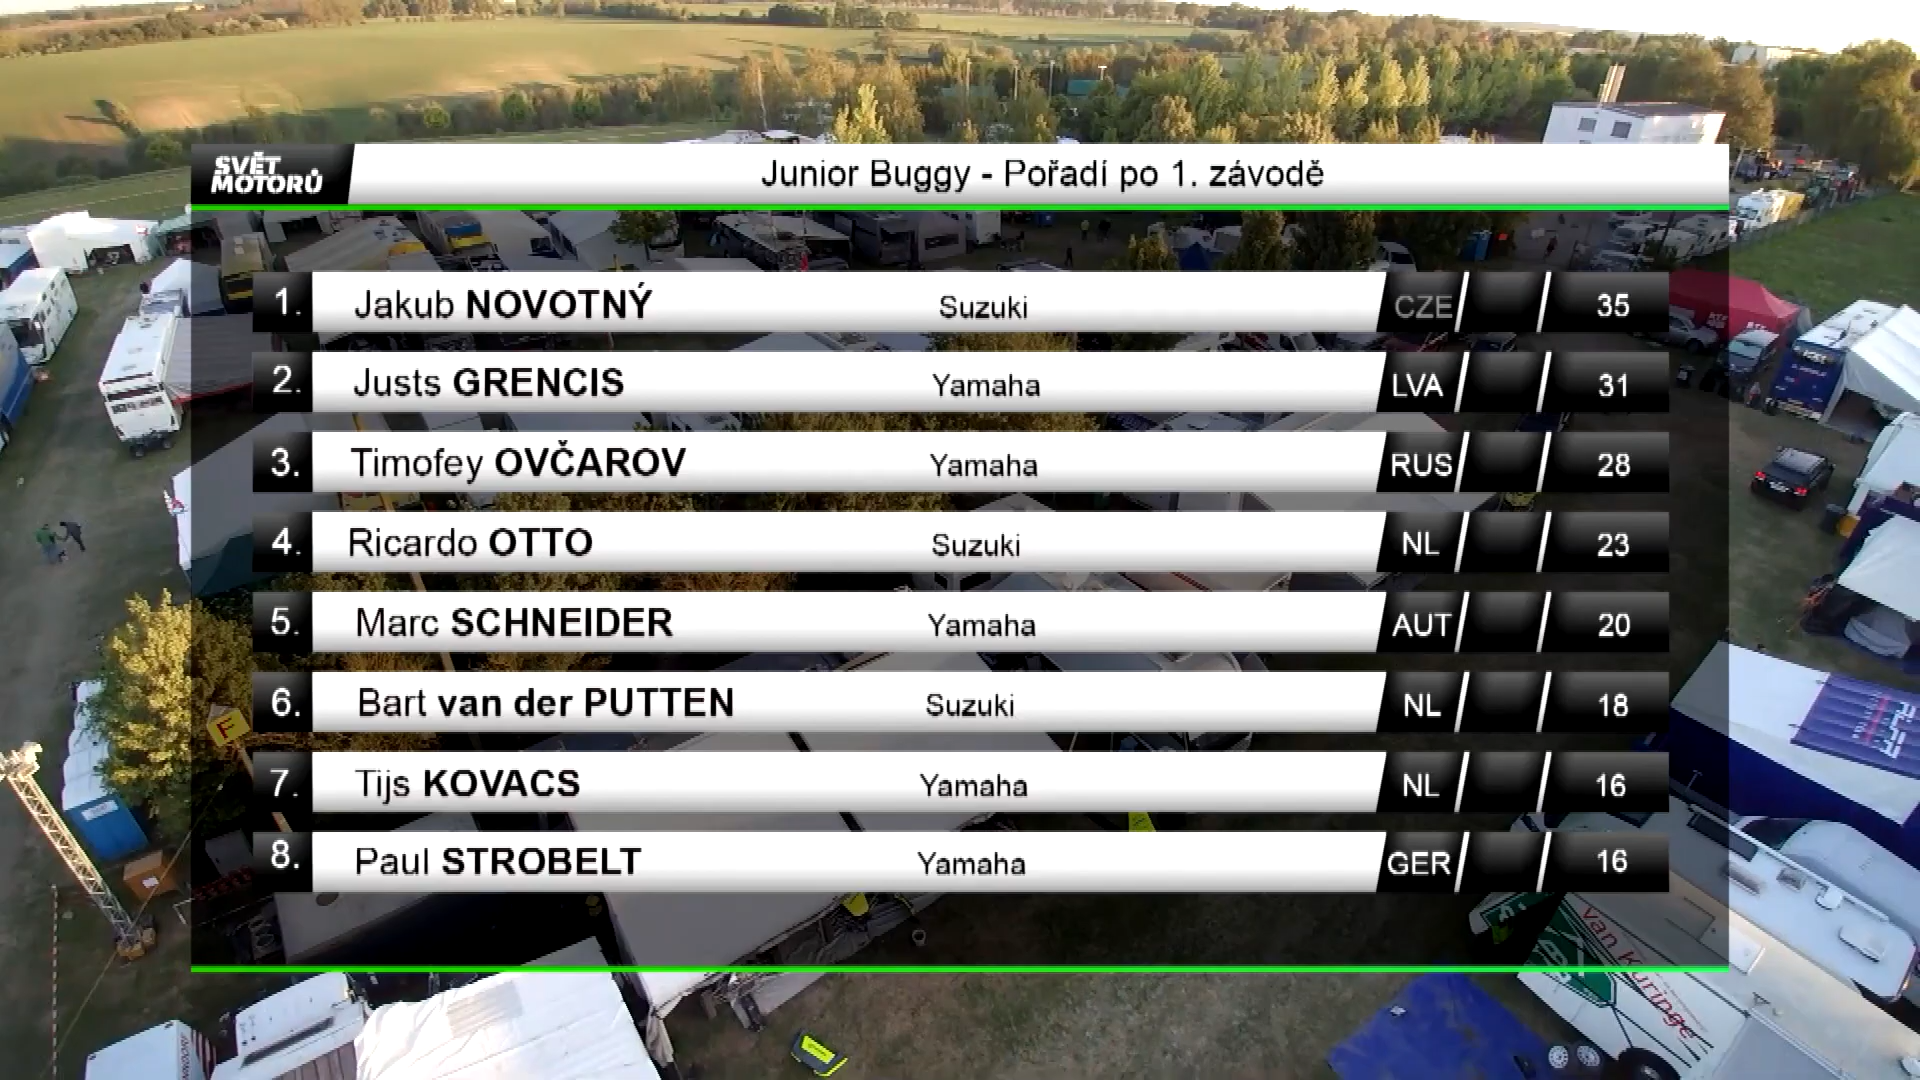 SVĚT
MOTORŮ
Junior Buggy - Pořadí po 1. závodě
1. Jakub NOVOTNÝ Suzuki CZE 35
2. Justs GRENCIS Yamaha LVA 31
3. Timofey OVČAROV Yamaha RUS 28
4. Ricardo OTTO Suzuki NL 23
5. Marc SCHNEIDER Yamaha AUT 20
6. Bart van der PUTTEN Suzuki NL 18
7. Tijs KOVACS Yamaha NL 16
8. Paul STROBELT Yamaha GER 16
F
van Kuringe